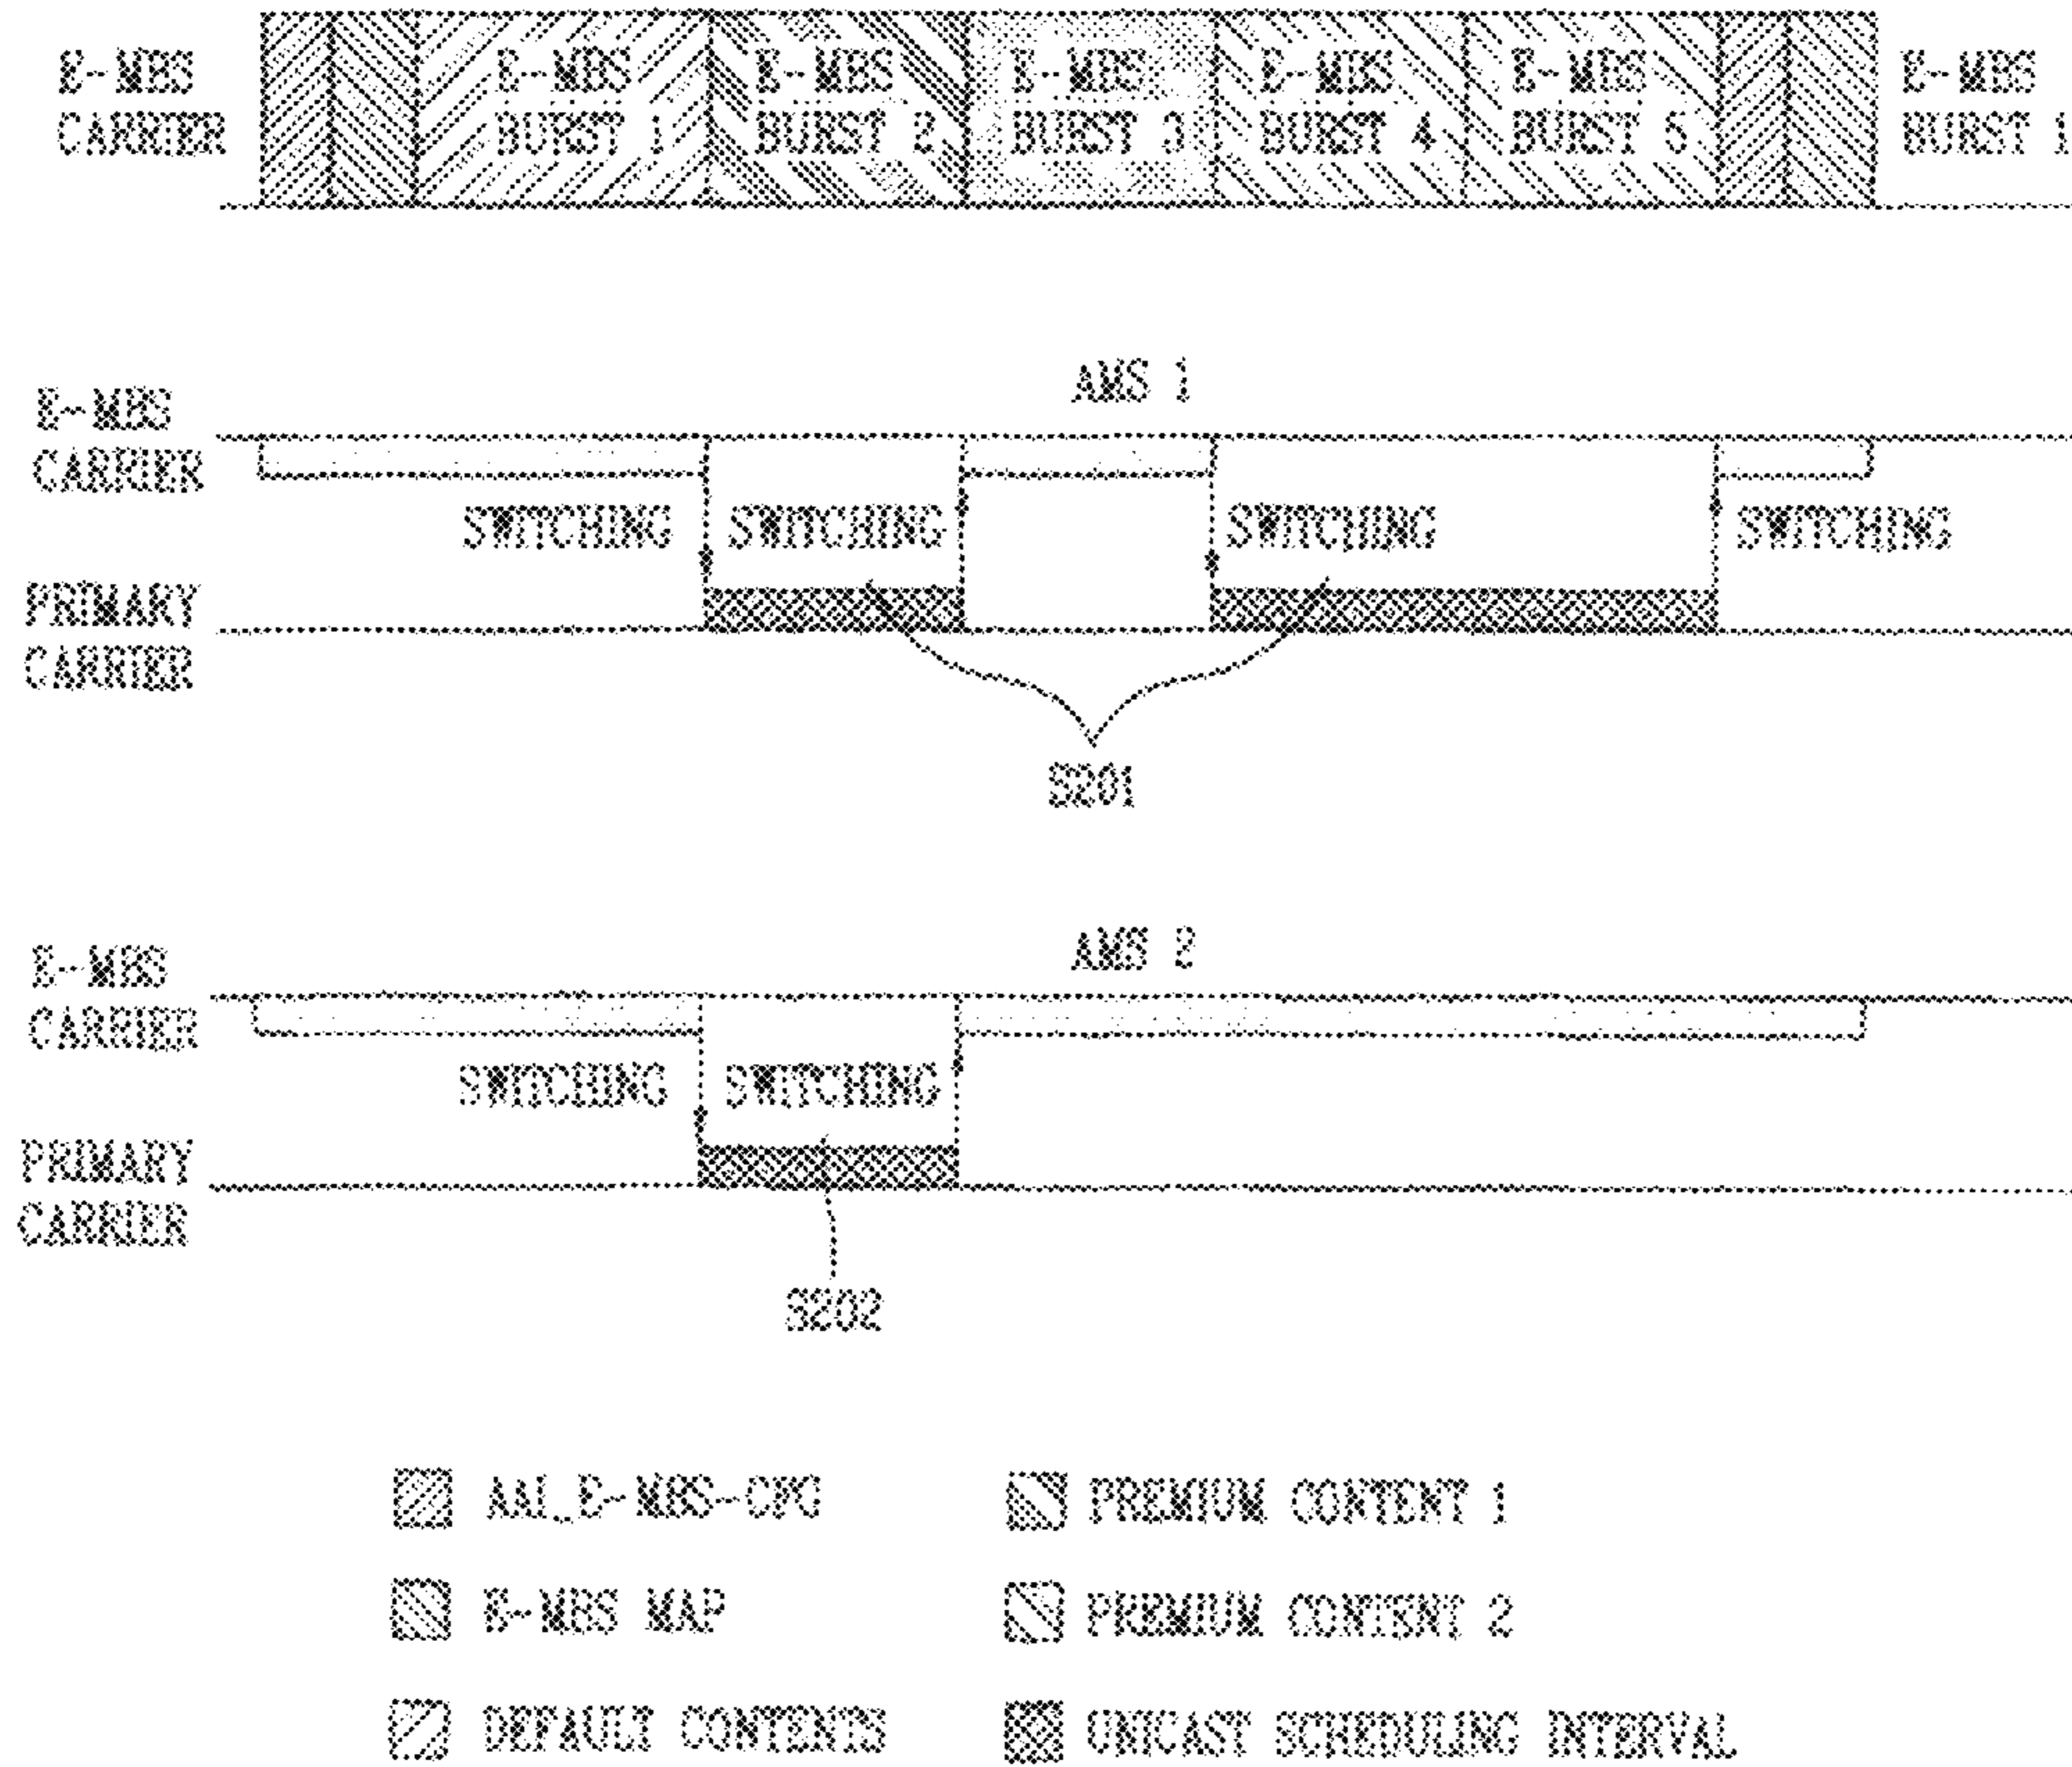 E-MBS
CARRIER
E-MBS
BURST 1
E-MBS
BURST 2
E-MBS
BURST 3
E-MBS
BURST 4
E-MBS
BURST 5
E-MBS
BURST 1
AMS 1
E-MBS
CARRIER
SWITCHING
SWITCHING
SWITCHING
SWITCHING
PRIMARY
CARRIER
S201
AMS 2
E-MBS
CARRIER
SWITCHING
SWITCHING
PRIMARY
CARRIER
S202
AAI_E-MBS-CFG
PREMIUM CONTENT 1
E-MBS MAP
PREMIUM CONTENT 2
DEFAULT CONTENTS
UNICAST SCHEDULING INTERVAL